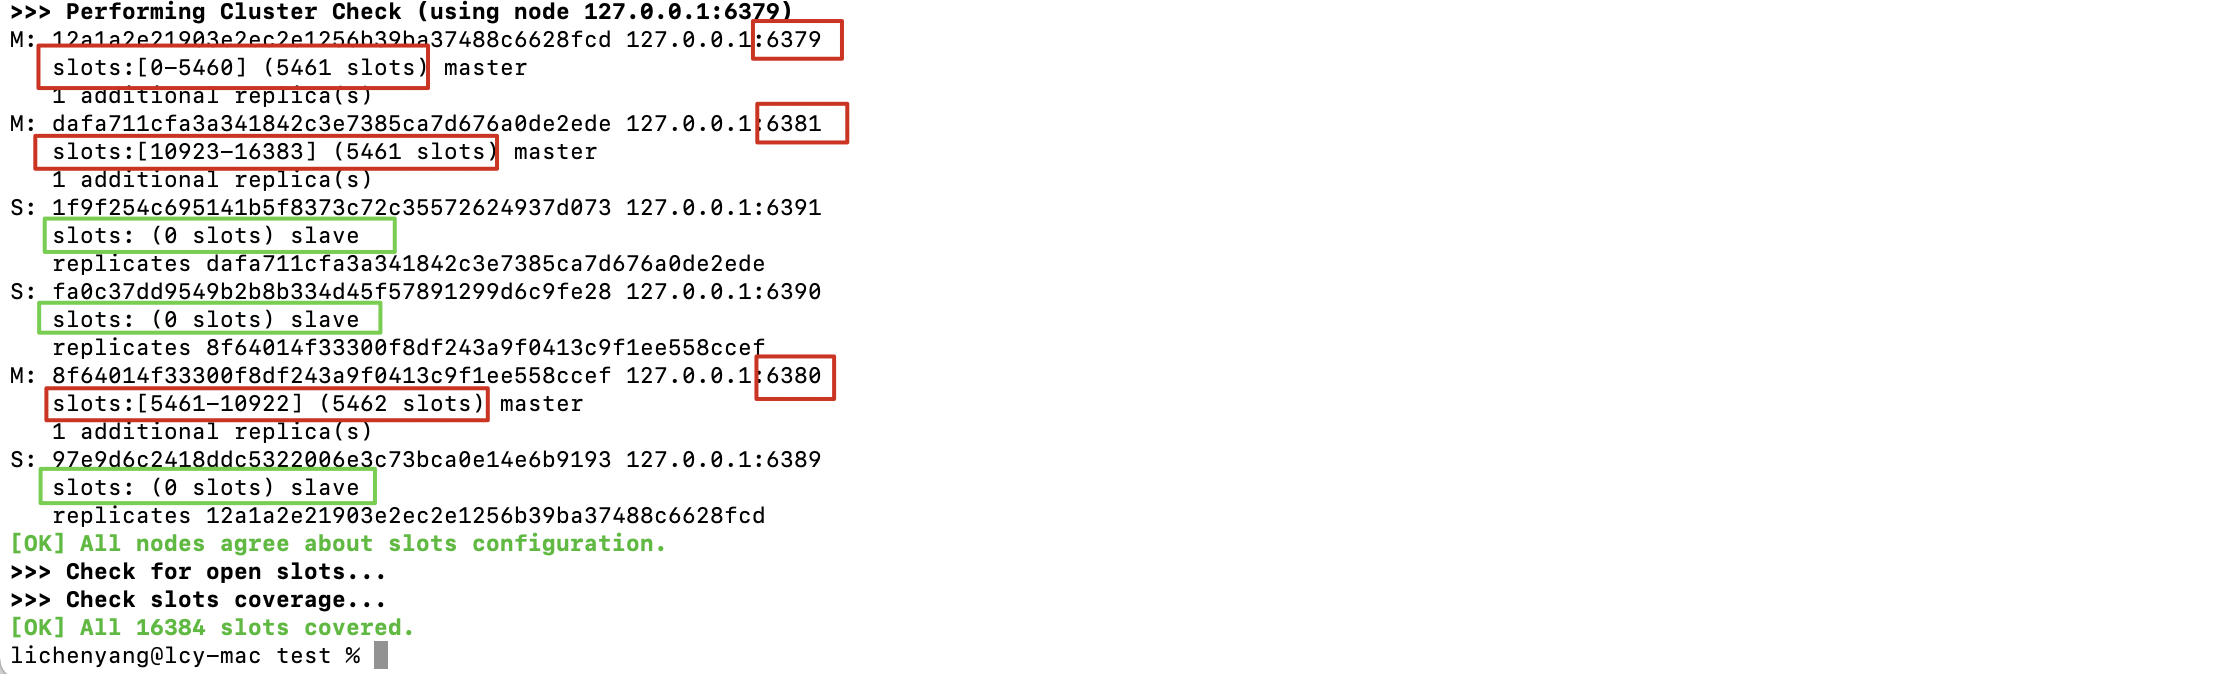 >>> Performing Cluster Check (using node 127.0.0.1:6379)
M: 12a1a2e21903e2ec2e1256b39ba37488c6628fcd 127.0.0.1:6379
   slots:[0-5460] (5461 slots) master
   1 additional replica(s)
M: dafa711cfa3a341842c3e7385ca7d676a0de2ede 127.0.0.1:6381
   slots:[10923-16383] (5461 slots) master
   1 additional replica(s)
S: 1f9f254c695141b5f8373c72c35572624937d073 127.0.0.1:6391
   slots: (0 slots) slave
   replicates dafa711cfa3a341842c3e7385ca7d676a0de2ede
S: fa0c37dd9549b2b8b334d45f57891299d6c9fe28 127.0.0.1:6390
   slots: (0 slots) slave
   replicates 8f64014f33300f8df243a9f0413c9f1ee558ccef
M: 8f64014f33300f8df243a9f0413c9f1ee558ccef 127.0.0.1:6380
   slots:[5461-10922] (5462 slots) master
   1 additional replica(s)
S: 97e9d6c2418ddc5322006e3c73bca0e14e6b9193 127.0.0.1:6389
   slots: (0 slots) slave
   replicates 12a1a2e21903e2ec2e1256b39ba37488c6628fcd
[OK] All nodes agree about slots configuration.
>>> Check for open slots...
>>> Check slots coverage...
[OK] All 16384 slots covered.
lichenyang@lcy-mac test %